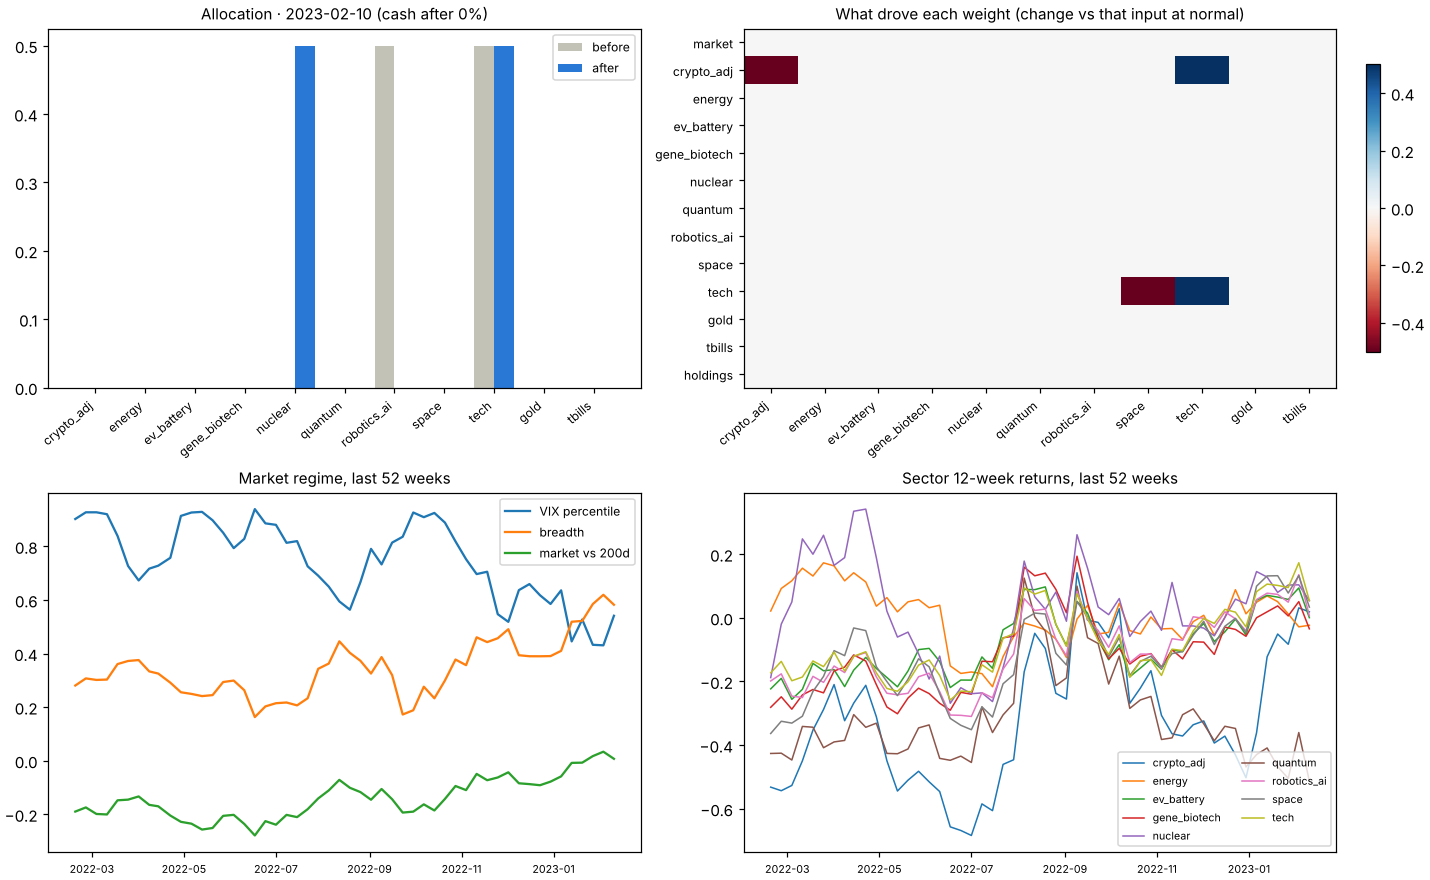 Allocation · 2023-02-10 (cash after 0%)
before
after
0.5
0.4
0.3
0.2
0.1
0.0
crypto_adj
energy
ev_battery
gene_biotech
nuclear
quantum
robotics_ai
space
tech
gold
tbills
What drove each weight (change vs that input at normal)
market
crypto_adj
energy
ev_battery
gene_biotech
nuclear
quantum
robotics_ai
space
tech
gold
tbills
holdings
crypto_adj
energy
ev_battery
gene_biotech
nuclear
quantum
robotics_ai
space
tech
gold
tbills
0.4
0.2
0.0
−0.2
−0.4
Market regime, last 52 weeks
VIX percentile
breadth
market vs 200d
0.8
0.6
0.4
0.2
0.0
−0.2
2022-03
2022-05
2022-07
2022-09
2022-11
2023-01
Sector 12-week returns, last 52 weeks
0.2
0.0
−0.2
−0.4
−0.6
crypto_adj
energy
ev_battery
gene_biotech
nuclear
quantum
robotics_ai
space
tech
2022-03
2022-05
2022-07
2022-09
2022-11
2023-01